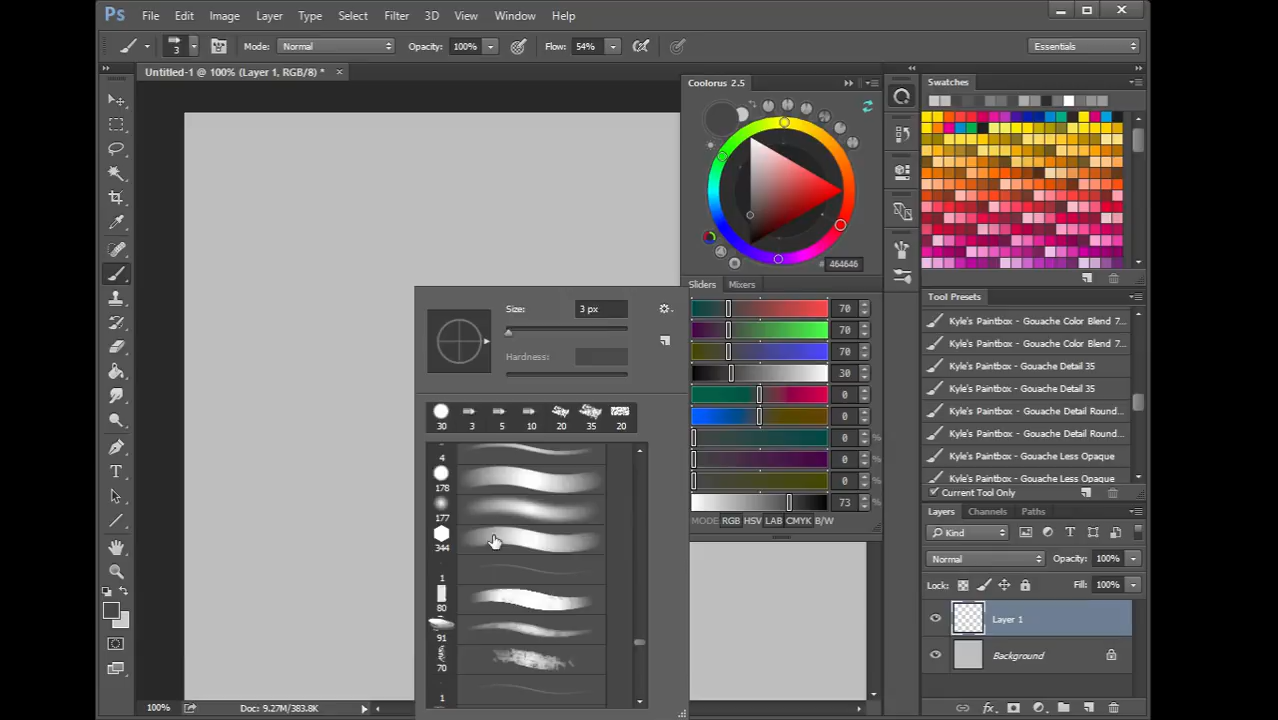 Ps File Edit Image Layer Type Select Filter 3D View Window Help
3 Mode: Normal Opacity: 100% Flow: 54% Essentials
Untitled-1 @ 100% (Layer 1, RGB/8) *
Coolorus 2.5
Swatches
# 464646
Sliders Mixers
70
70
70
30
0
0
0 %
0 %
0 %
73 %
MODE RGB HSV LAB CMYK B/W
Tool Presets
Kyle's Paintbox - Gouache Color Blend 7...
Kyle's Paintbox - Gouache Color Blend 7...
Kyle's Paintbox - Gouache Detail 35
Kyle's Paintbox - Gouache Detail 35
Kyle's Paintbox - Gouache Detail Round...
Kyle's Paintbox - Gouache Detail Round...
Kyle's Paintbox - Gouache Less Opaque
Kyle's Paintbox - Gouache Less Opaque
Current Tool Only
Layers Channels Paths
Kind
Normal Opacity: 100%
Lock: Fill: 100%
Layer 1
Background
Size: 3 px
Hardness:
30 3 5 10 20 35 20
4
178
177
344
1
80
91
70
1
100% Doc: 9.27M/383.8K